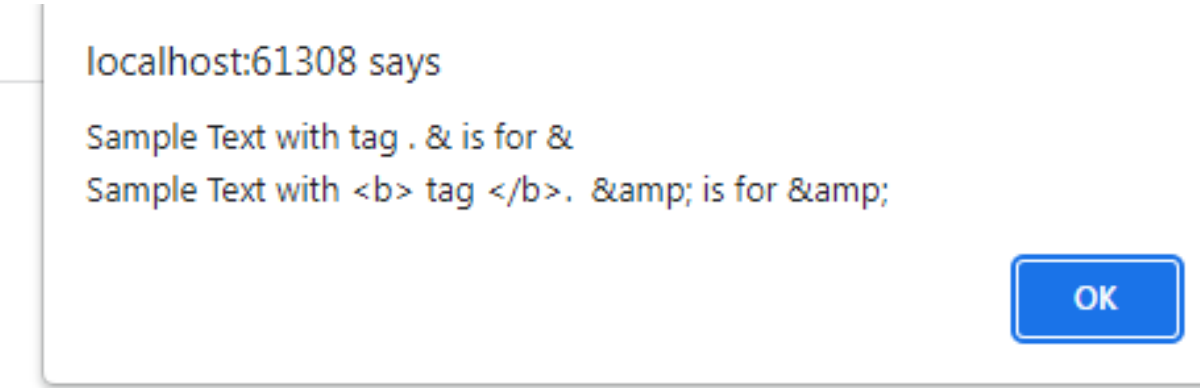 localhost:61308 says
Sample Text with tag . & is for &
Sample Text with <b> tag </b>.  &amp; is for &amp;
OK